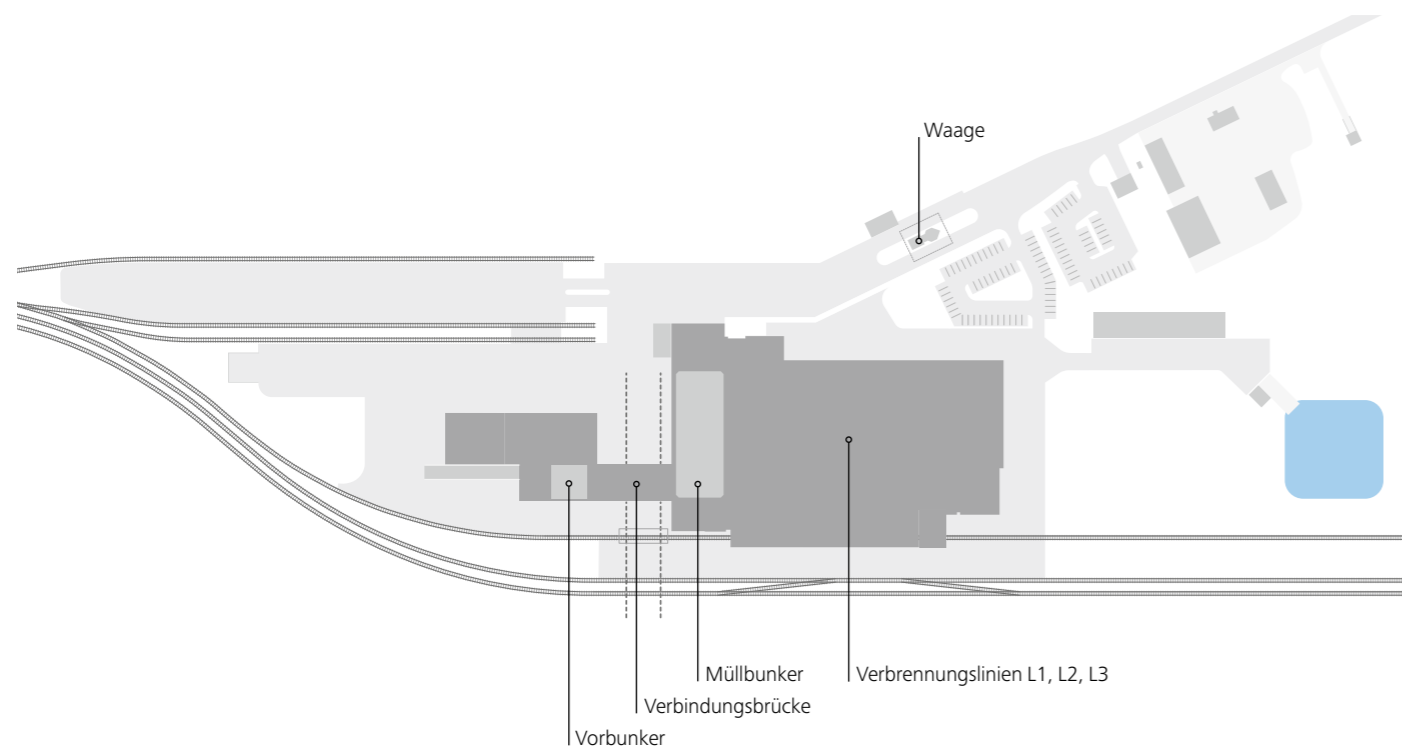 Waage
Müllbunker
Verbrennungslinien L1, L2, L3
Verbindungsbrücke
Vorbunker